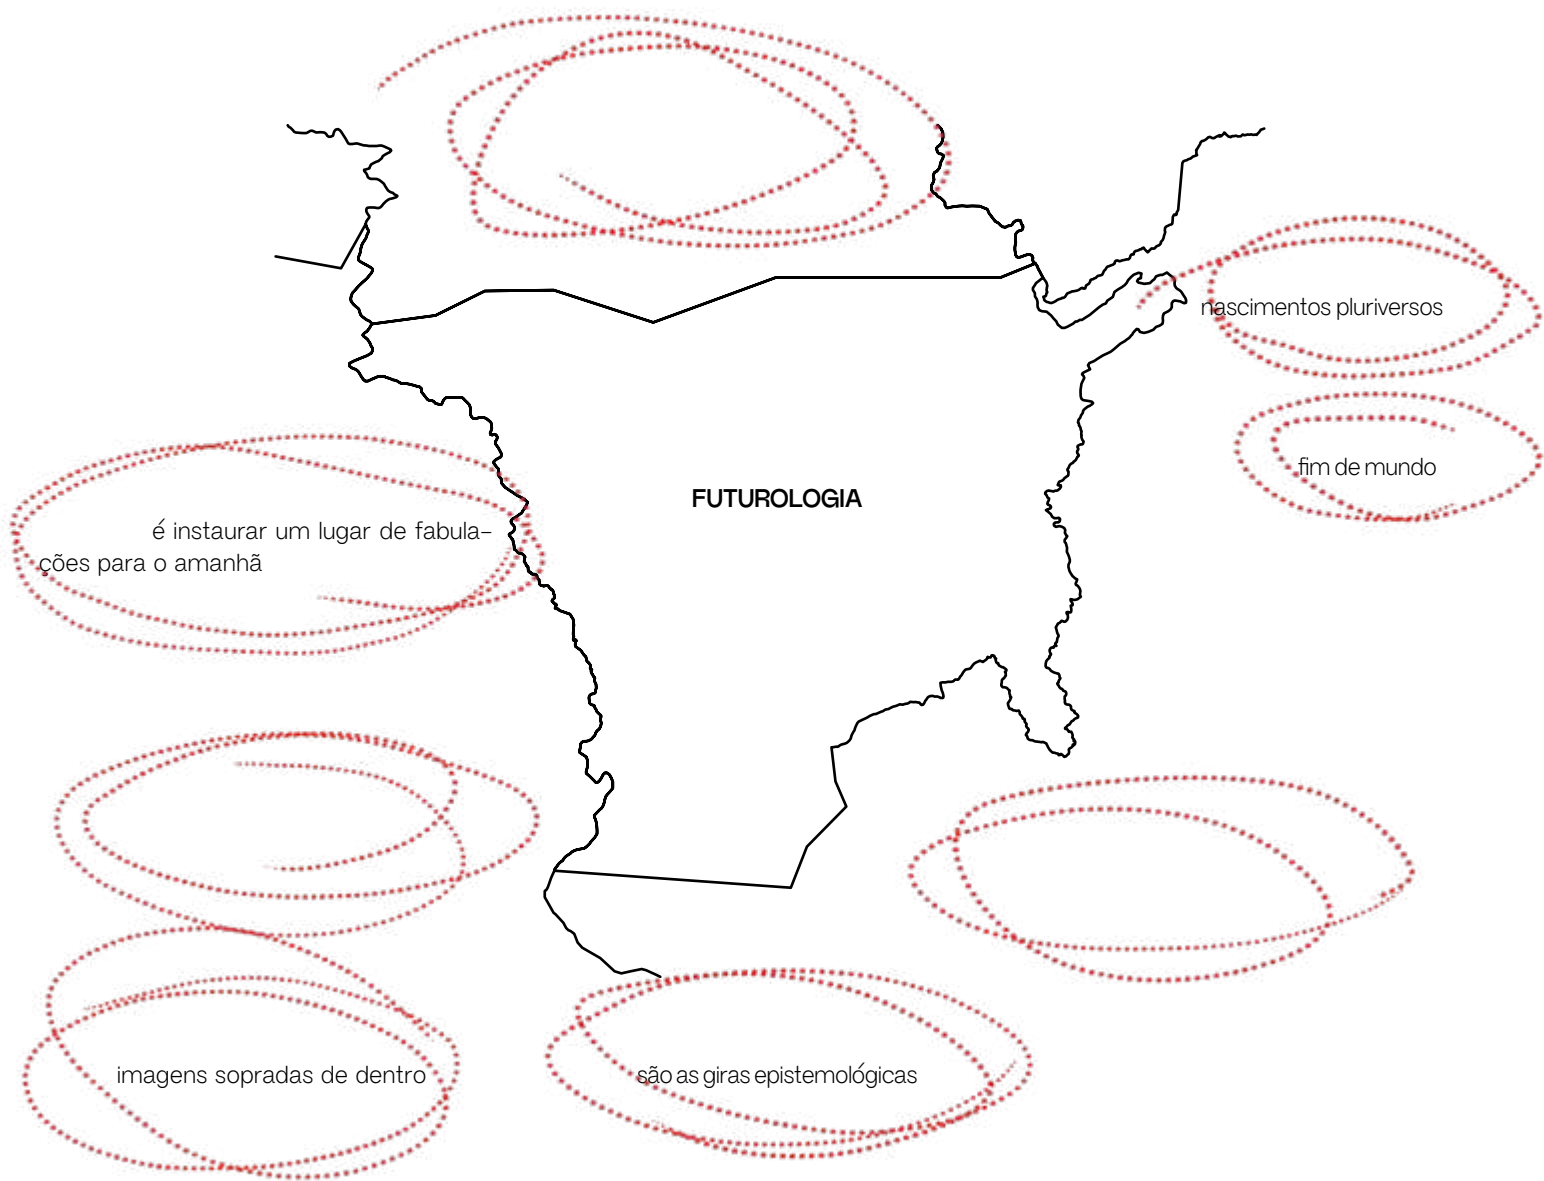 nascimentos pluriversos
fim de mundo
FUTUROLOGIA
é instaurar um lugar de fabula–
ções para o amanhã
imagens sopradas de dentro
são as giras epistemológicas